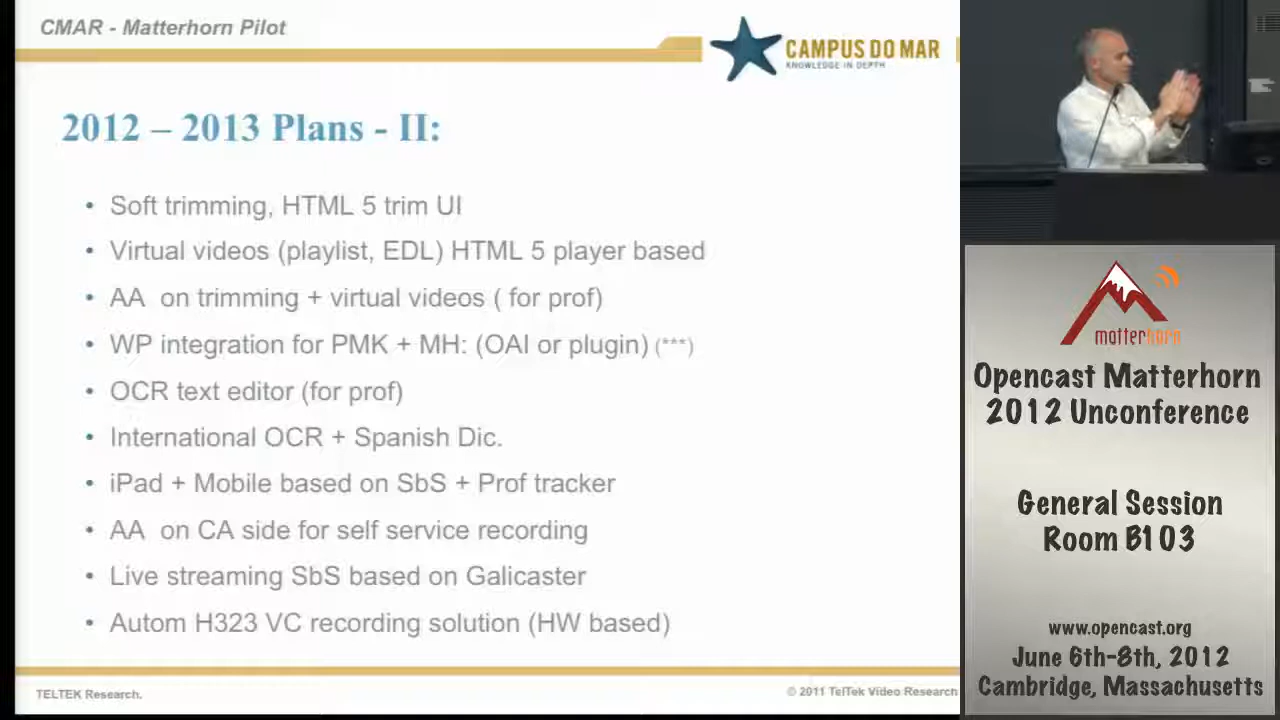 CMAR - Matterhorn Pilot
CAMPUS DO MAR
KNOWLEDGE IN DEPTH
2012 – 2013 Plans - II:
• Soft trimming, HTML 5 trim UI
• Virtual videos (playlist, EDL) HTML 5 player based
• AA on trimming + virtual videos ( for prof)
• WP integration for PMK + MH: (OAI or plugin) (***)
• OCR text editor (for prof)
• International OCR + Spanish Dic.
• iPad + Mobile based on SbS + Prof tracker
• AA on CA side for self service recording
• Live streaming SbS based on Galicaster
• Autom H323 VC recording solution (HW based)
TELTEK Research.
© 2011 TelTek Video Research
matterhorn
Opencast Matterhorn
2012 Unconference
General Session
Room B103
www.opencast.org
June 6th-8th, 2012
Cambridge, Massachusetts